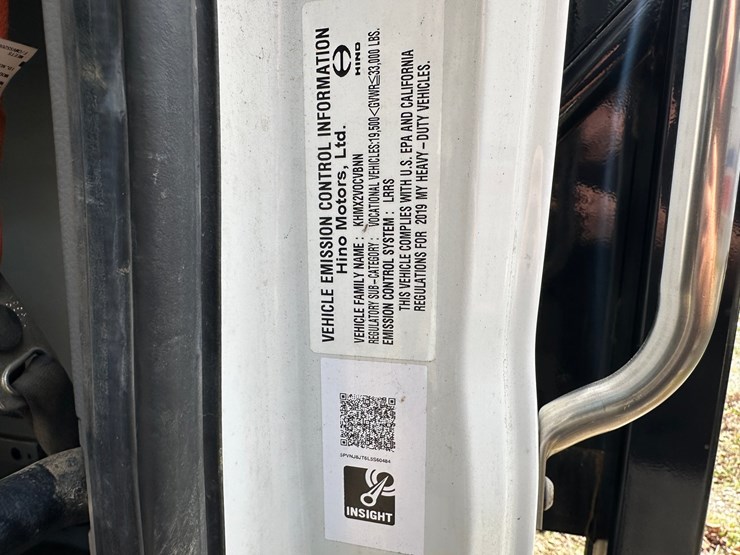 VEHICLE EMISSION CONTROL INFORMATION
Hino Motors, Ltd.
HINO
VEHICLE FAMILY NAME: KHMX2VOCVBNN
REGULATORY SUB-CATEGORY: VOCATIONAL VEHICLES:19,500<GVWR≦33,000 LBS.
EMISSION CONTROL SYSTEM: LRRS
THIS VEHICLE COMPLIES WITH U.S. EPA AND CALIFORNIA
REGULATIONS FOR 2019 MY HEAVY-DUTY VEHICLES.
INSIGHT